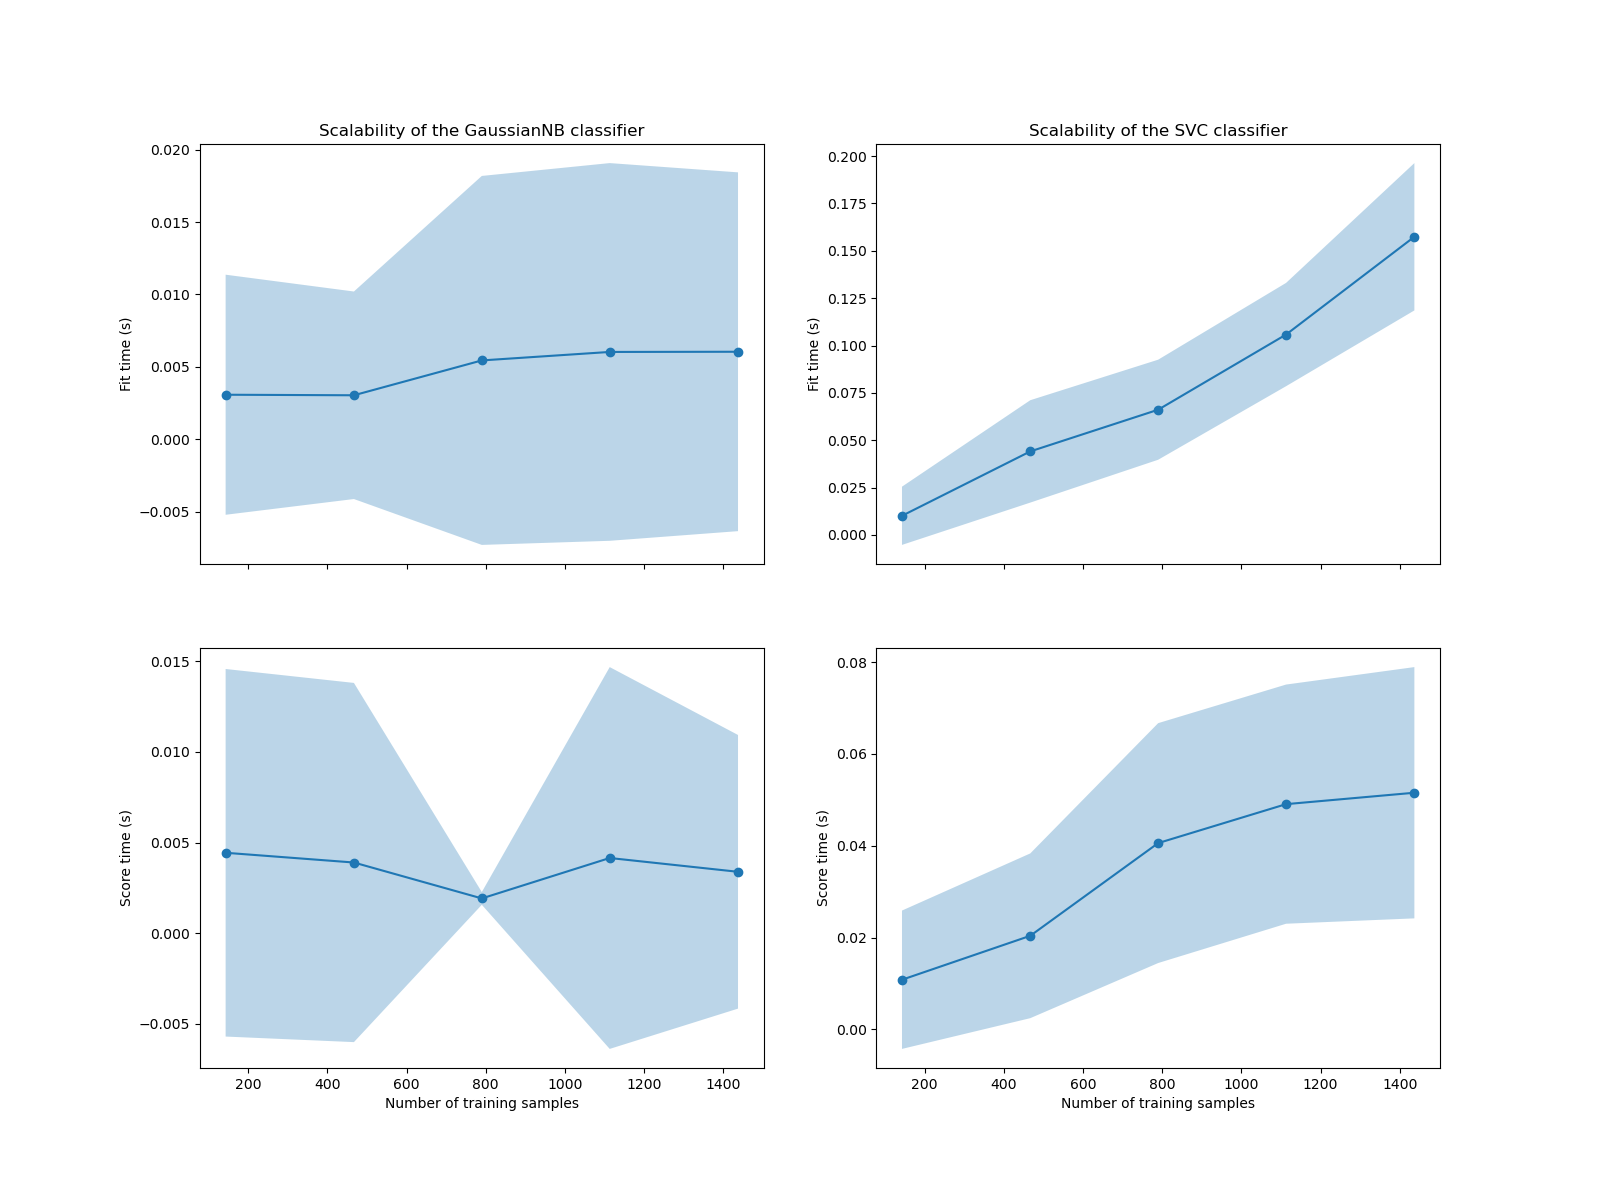 Scalability of the GaussianNB classifier
0.020
0.015
0.010
0.005
0.000
−0.005
Fit time (s)
Scalability of the SVC classifier
0.200
0.175
0.150
0.125
0.100
0.075
0.050
0.025
0.000
Fit time (s)
0.015
0.010
0.005
0.000
−0.005
Score time (s)
200 400 600 800 1000 1200 1400
Number of training samples
0.08
0.06
0.04
0.02
0.00
Score time (s)
200 400 600 800 1000 1200 1400
Number of training samples